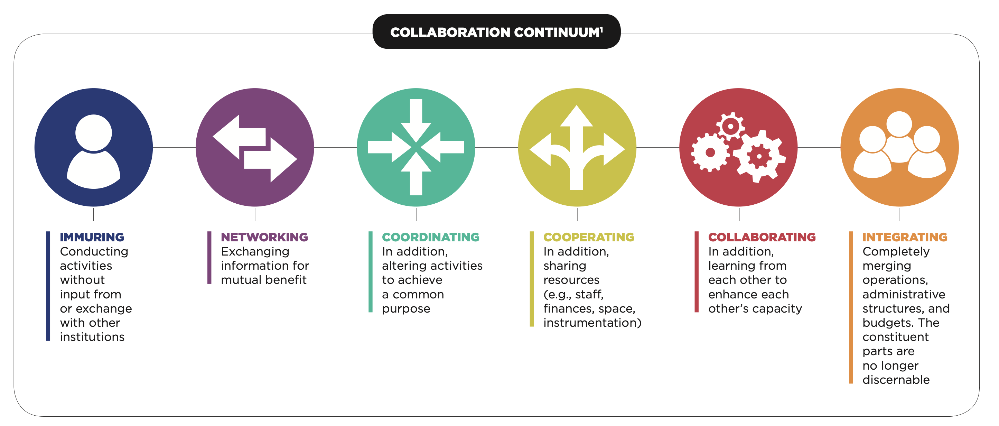 COLLABORATION CONTINUUM¹
IMMURING
Conducting
activities
without
input from
or exchange
with other
institutions
NETWORKING
Exchanging
information for
mutual benefit
COORDINATING
In addition,
altering activities
to achieve
a common
purpose
COOPERATING
In addition,
sharing
resources
(e.g., staff,
finances, space,
instrumentation)
COLLABORATING
In addition,
learning from
each other to
enhance each
other’s capacity
INTEGRATING
Completely
merging
operations,
administrative
structures, and
budgets. The
constituent
parts are
no longer
discernable